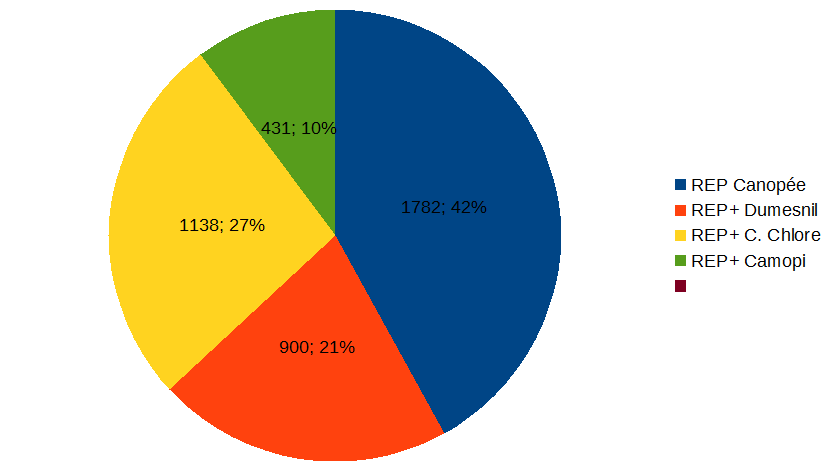 431; 10%
1782; 42%
1138; 27%
900; 21%
REP Canopée
REP+ Dumesnil
REP+ C. Chlore
REP+ Camopi